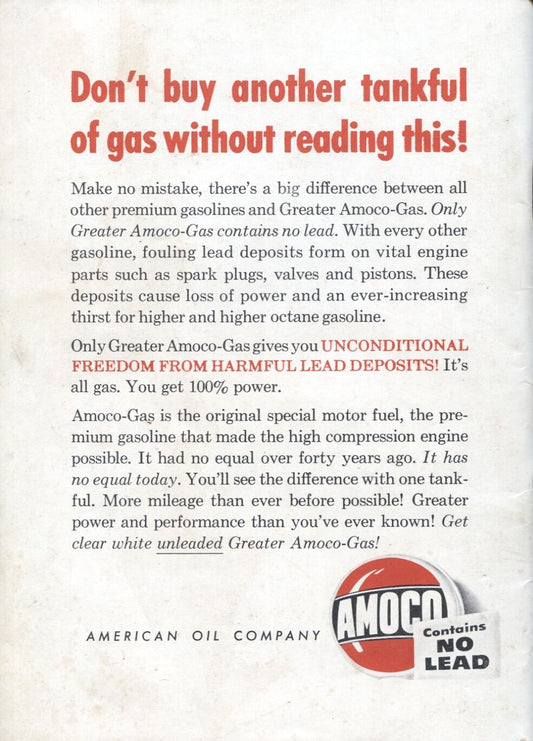 Don't buy another tankful
of gas without reading this!
Make no mistake, there's a big difference between all
other premium gasolines and Greater Amoco-Gas. Only
Greater Amoco-Gas contains no lead. With every other
gasoline, fouling lead deposits form on vital engine
parts such as spark plugs, valves and pistons. These
deposits cause loss of power and an ever-increasing
thirst for higher and higher octane gasoline.
Only Greater Amoco-Gas gives you UNCONDITIONAL
FREEDOM FROM HARMFUL LEAD DEPOSITS! It's
all gas. You get 100% power.
Amoco-Gas is the original special motor fuel, the pre-
mium gasoline that made the high compression engine
possible. It had no equal over forty years ago. It has
no equal today. You'll see the difference with one tank-
ful. More mileage than ever before possible! Greater
power and performance than you've ever known! Get
clear white unleaded Greater Amoco-Gas!
AMERICAN OIL COMPANY
AMOCO
Contains
NO
LEAD